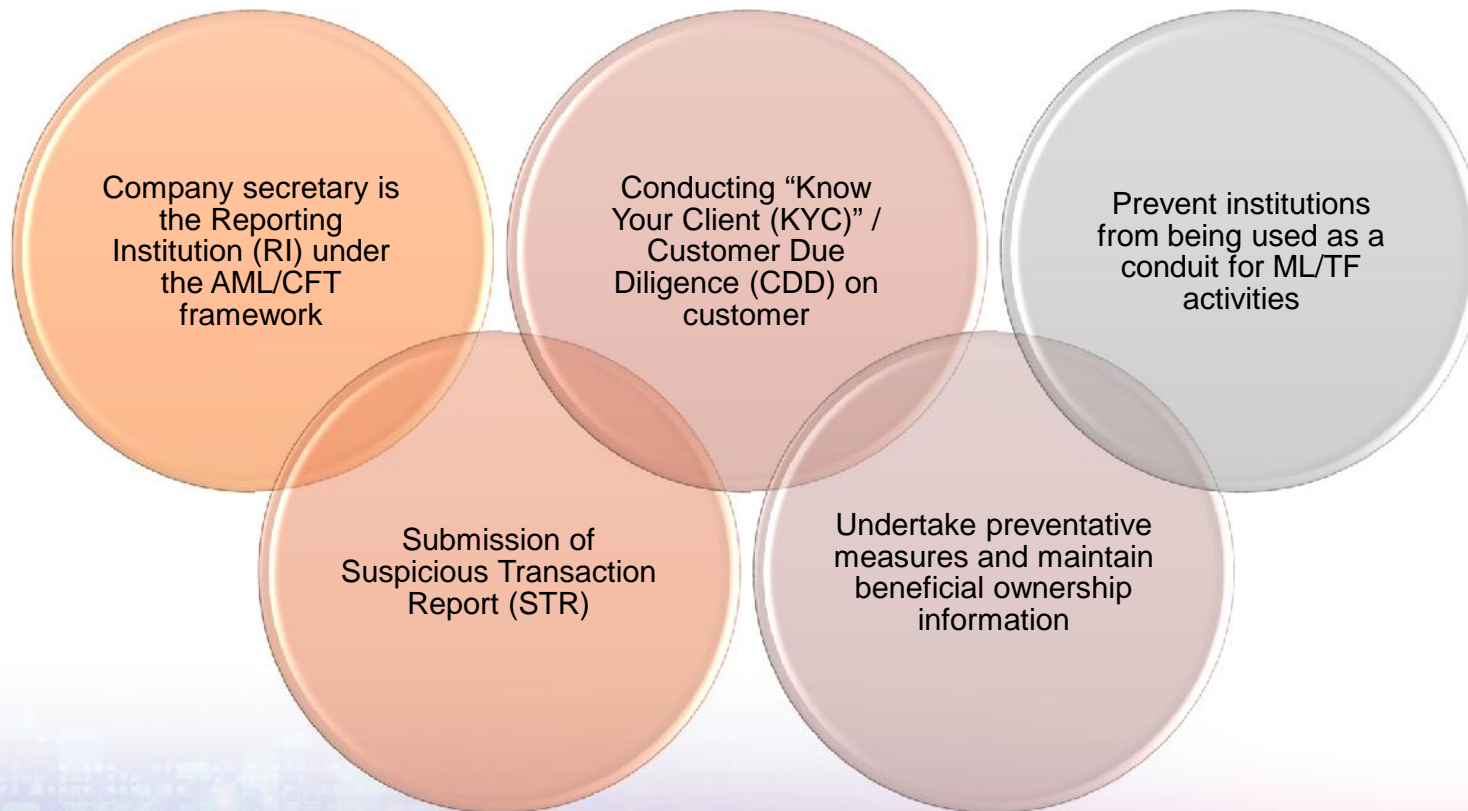 Company secretary is
the Reporting
Institution (RI) under
the AML/CFT
framework
Submission of
Suspicious Transaction
Report (STR)
Conducting “Know
Your Client (KYC)” /
Customer Due
Diligence (CDD) on
customer
Undertake preventative
measures and maintain
beneficial ownership
information
Prevent institutions
from being used as a
conduit for ML/TF
activities